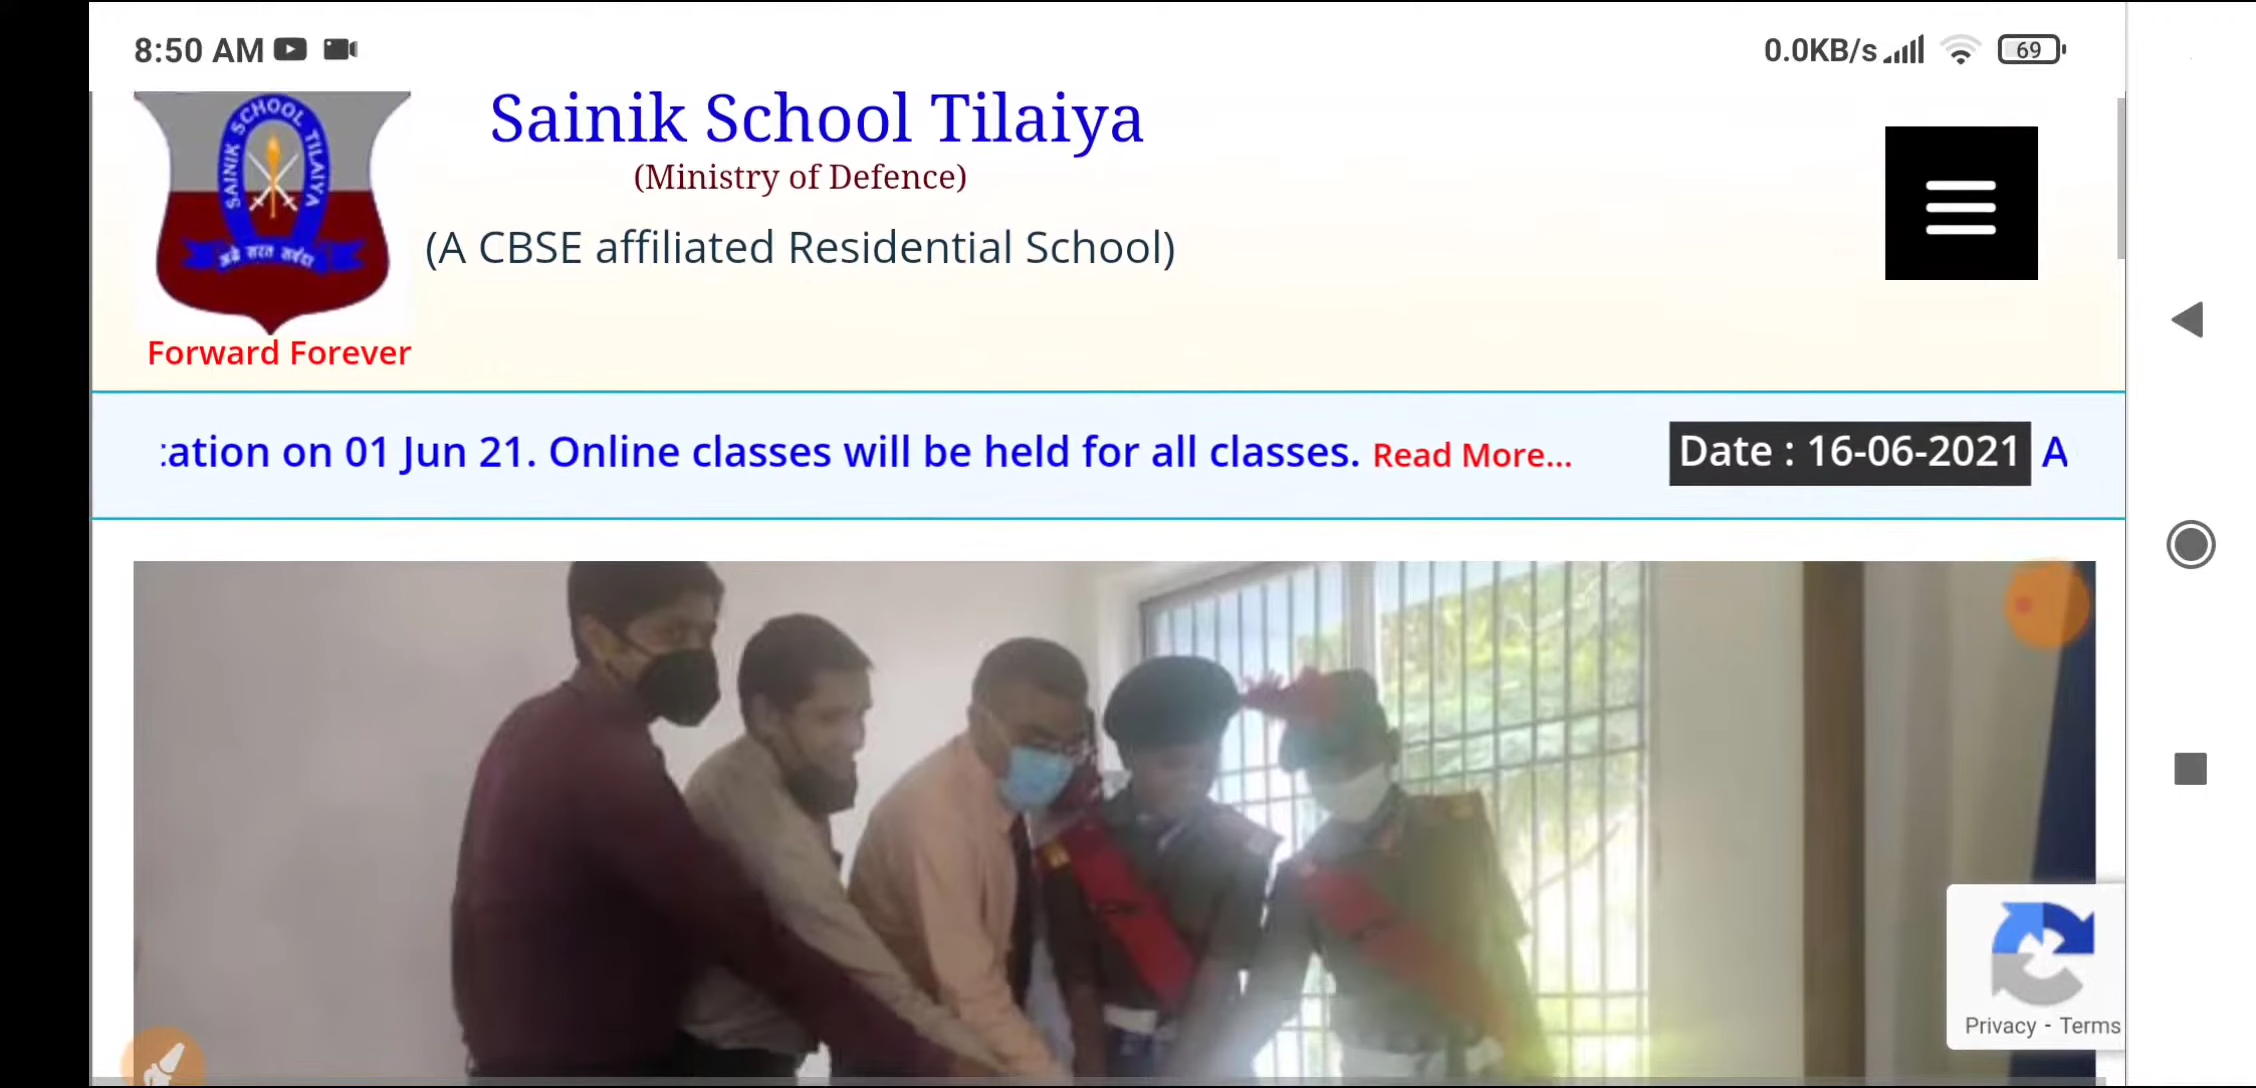 8:50 AM
0.0KB/s
69
SAINIK SCHOOL TILAIYA
Sainik School Tilaiya
(Ministry of Defence)
(A CBSE affiliated Residential School)
Forward Forever
ation on 01 Jun 21. Online classes will be held for all classes. Read More... Date : 16-06-2021 A
Privacy - Terms